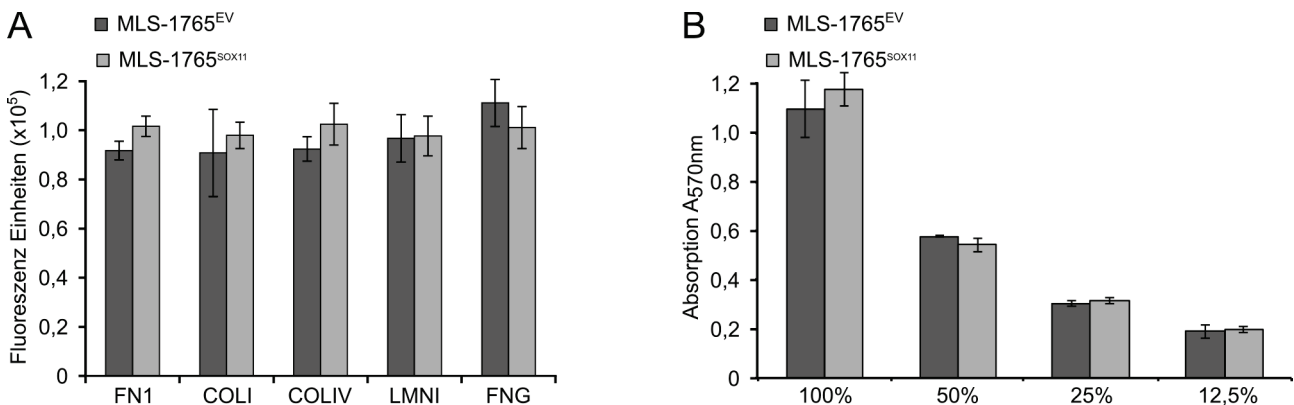 A
MLS-1765EV
MLS-1765SOX11
Fluoreszenz Einheiten (x10⁵)
1,2
1,0
0,8
0,6
0,4
0,2
0
FN1 COLI COLIV LMNI FNG
B
MLS-1765EV
MLS-1765SOX11
Absorption A570nm
1,2
1,0
0,8
0,6
0,4
0,2
0
100% 50% 25% 12,5%